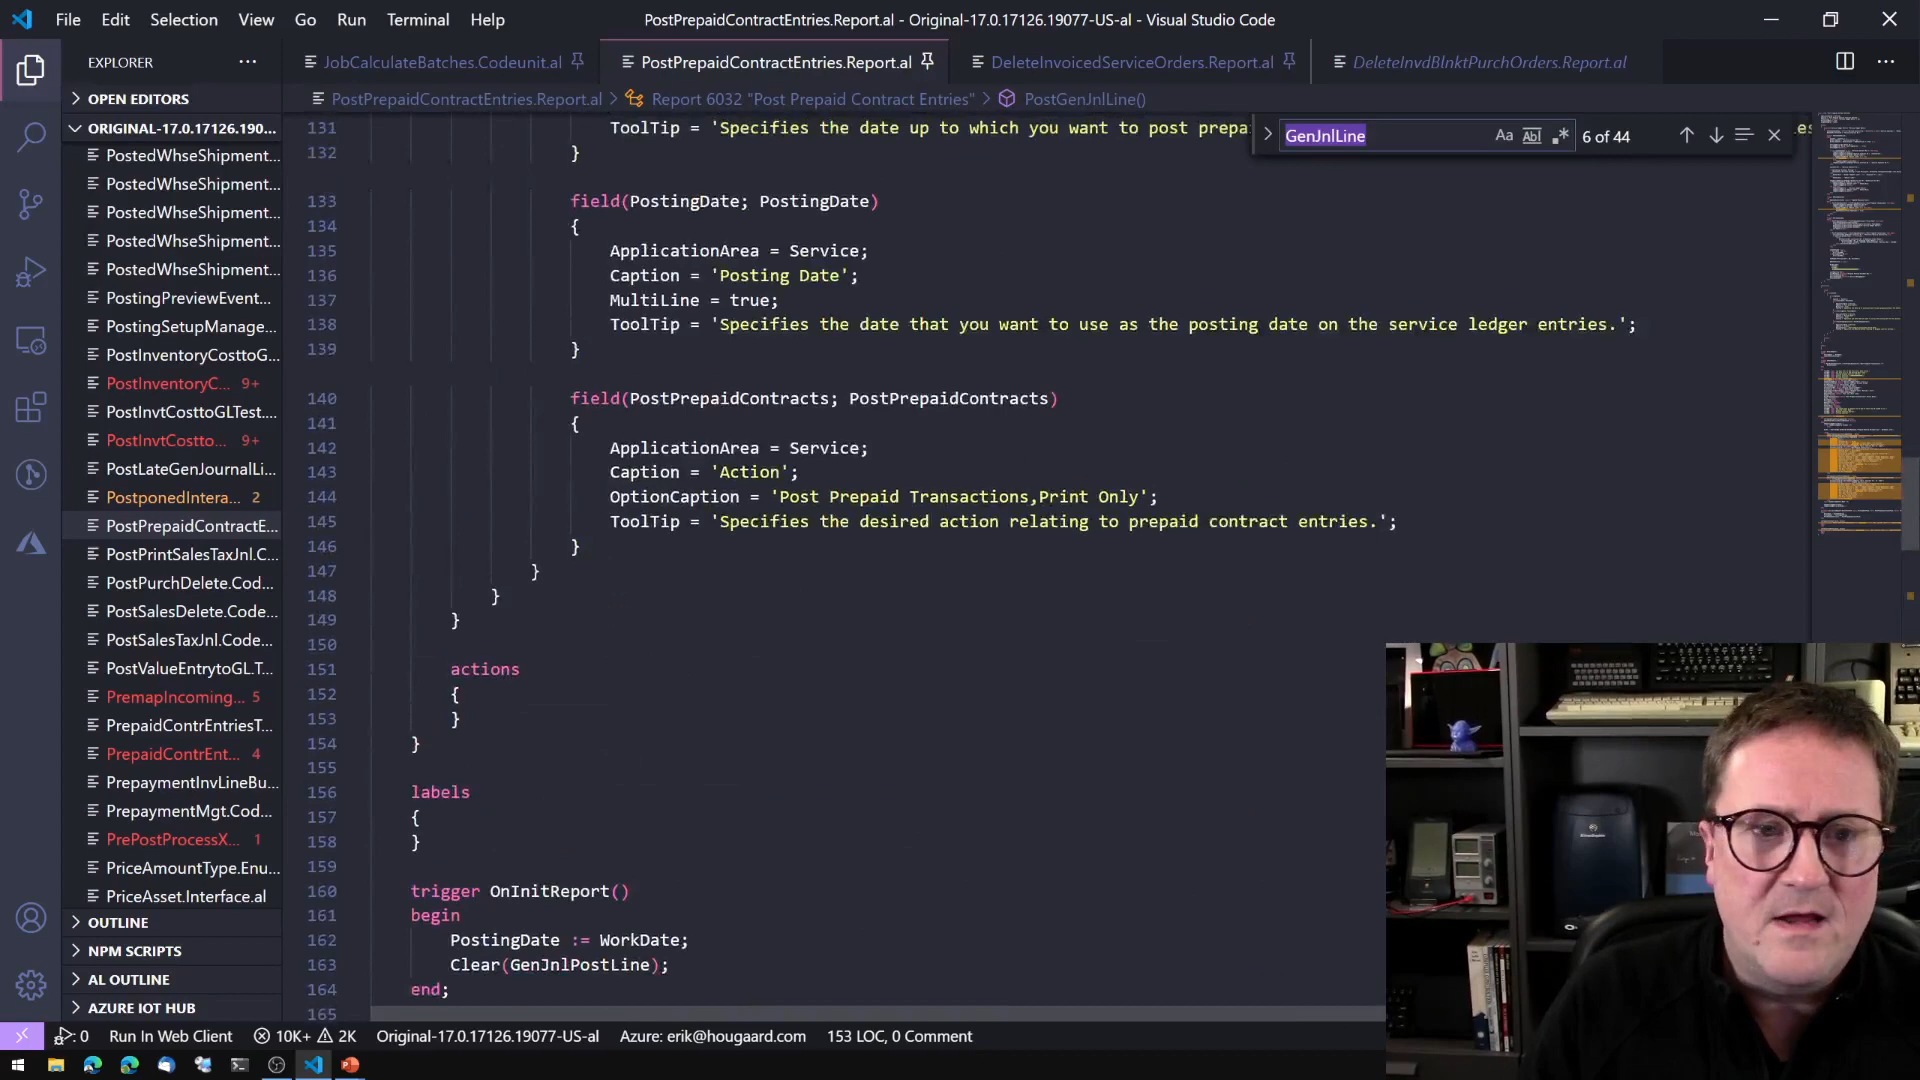 File Edit Selection View Go Run Terminal Help
PostPrepaidContractEntries.Report.al - Original-17.0.17126.19077-US-al - Visual Studio Code
EXPLORER
JobCalculateBatches.Codeunit.al
PostPrepaidContractEntries.Report.al
DeleteInvoicedServiceOrders.Report.al
DeleteInvdBlnktPurchOrders.Report.al
OPEN EDITORS
PostPrepaidContractEntries.Report.al > Report 6032 "Post Prepaid Contract Entries" > PostGenJnlLine()
ORIGINAL-17.0.17126.190...
GenJnlLine
Aa
6 of 44
PostedWhseShipment...
PostedWhseShipment...
PostedWhseShipment...
PostedWhseShipment...
PostedWhseShipment...
PostingPreviewEvent...
PostingSetupManage...
PostInventoryCosttoG...
PostInventoryC... 9+
PostInvtCosttoGLTest....
PostInvtCostto... 9+
PostLateGenJournalLi...
PostponedIntera... 2
PostPrepaidContractE...
PostPrintSalesTaxJnl.C...
PostPurchDelete.Cod...
PostSalesDelete.Code...
PostSalesTaxJnl.Code...
PostValueEntrytoGL.T...
PremapIncoming... 5
PrepaidContrEntriesT...
PrepaidContrEnt... 4
PrepaymentInvLineBu...
PrepaymentMgt.Cod...
PrePostProcessX... 1
PriceAmountType.Enu...
PriceAsset.Interface.al
OUTLINE
NPM SCRIPTS
AL OUTLINE
AZURE IOT HUB
131 ToolTip = 'Specifies the date up to which you want to post prepa
132 }
133 field(PostingDate; PostingDate)
134 {
135 ApplicationArea = Service;
136 Caption = 'Posting Date';
137 MultiLine = true;
138 ToolTip = 'Specifies the date that you want to use as the posting date on the service ledger entries.';
139 }
140 field(PostPrepaidContracts; PostPrepaidContracts)
141 {
142 ApplicationArea = Service;
143 Caption = 'Action';
144 OptionCaption = 'Post Prepaid Transactions,Print Only';
145 ToolTip = 'Specifies the desired action relating to prepaid contract entries.';
146 }
147 }
148 }
149 }
150
151 actions
152 {
153 }
154 }
155
156 labels
157 {
158 }
159
160 trigger OnInitReport()
161 begin
162 PostingDate := WorkDate;
163 Clear(GenJnlPostLine);
164 end;
165
0 Run In Web Client 10K+ 2K Original-17.0.17126.19077-US-al Azure: erik@hougaard.com 153 LOC, 0 Comment